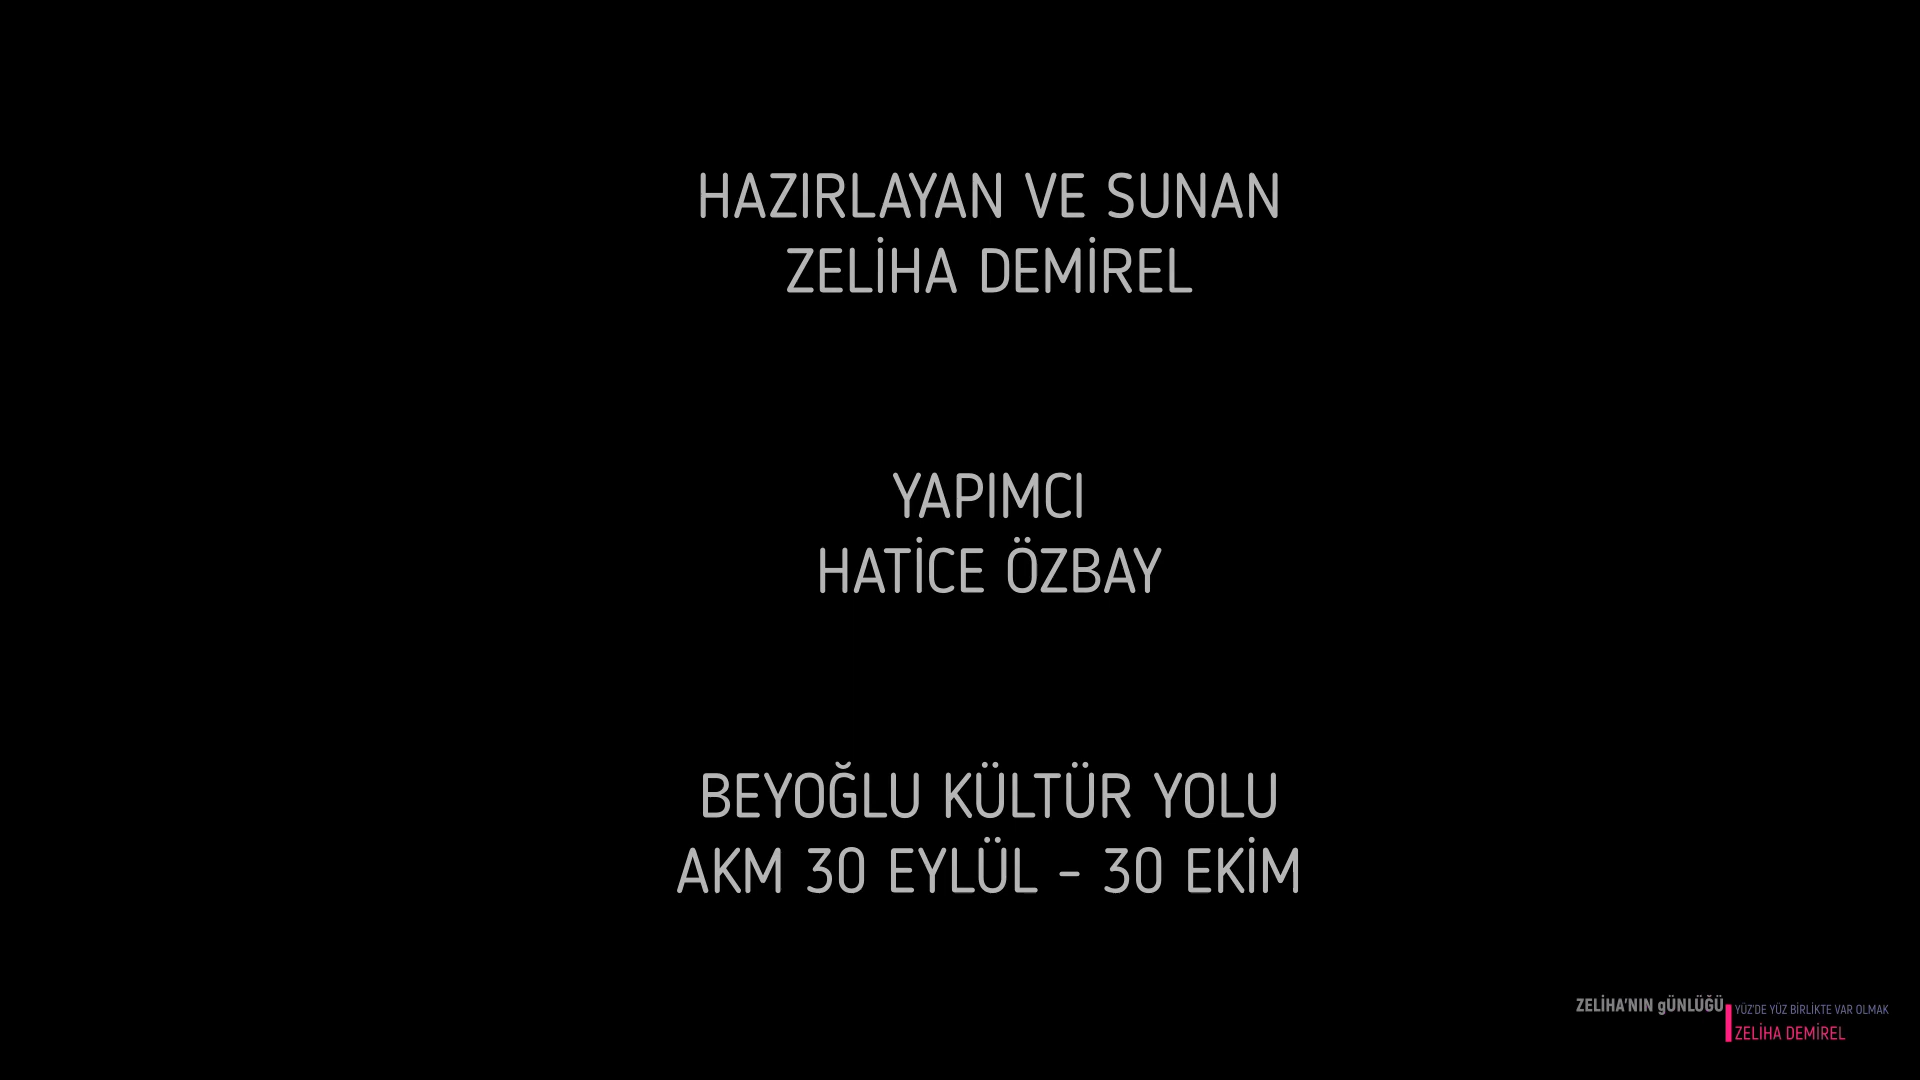 HAZIRLAYAN VE SUNAN
ZELİHA DEMİREL
YAPIMCI
HATİCE ÖZBAY
BEYOĞLU KÜLTÜR YOLU
AKM 30 EYLÜL - 30 EKİM
ZELİHA'NIN gÜNLÜĞÜ
YÜZ'DE YÜZ BİRLİKTE VAR OLMAK
ZELİHA DEMİREL